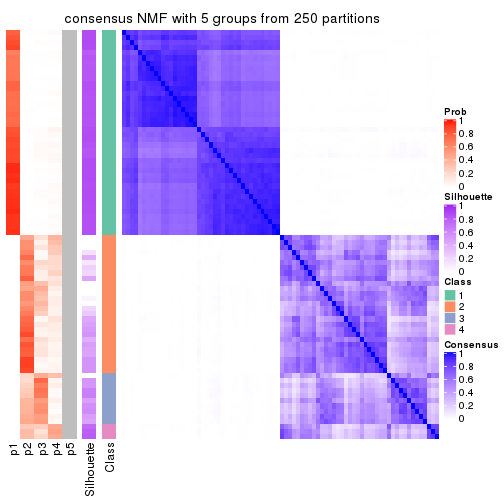 consensus NMF with 5 groups from 250 partitions
Prob
1
0.8
0.6
0.4
0.2
0
Silhouette
1
0.8
0.6
0.4
0.2
0
Class
1
2
3
4
Consensus
1
0.8
0.6
0.4
0.2
0
p1
p2
p3
p4
p5
Silhouette
Class